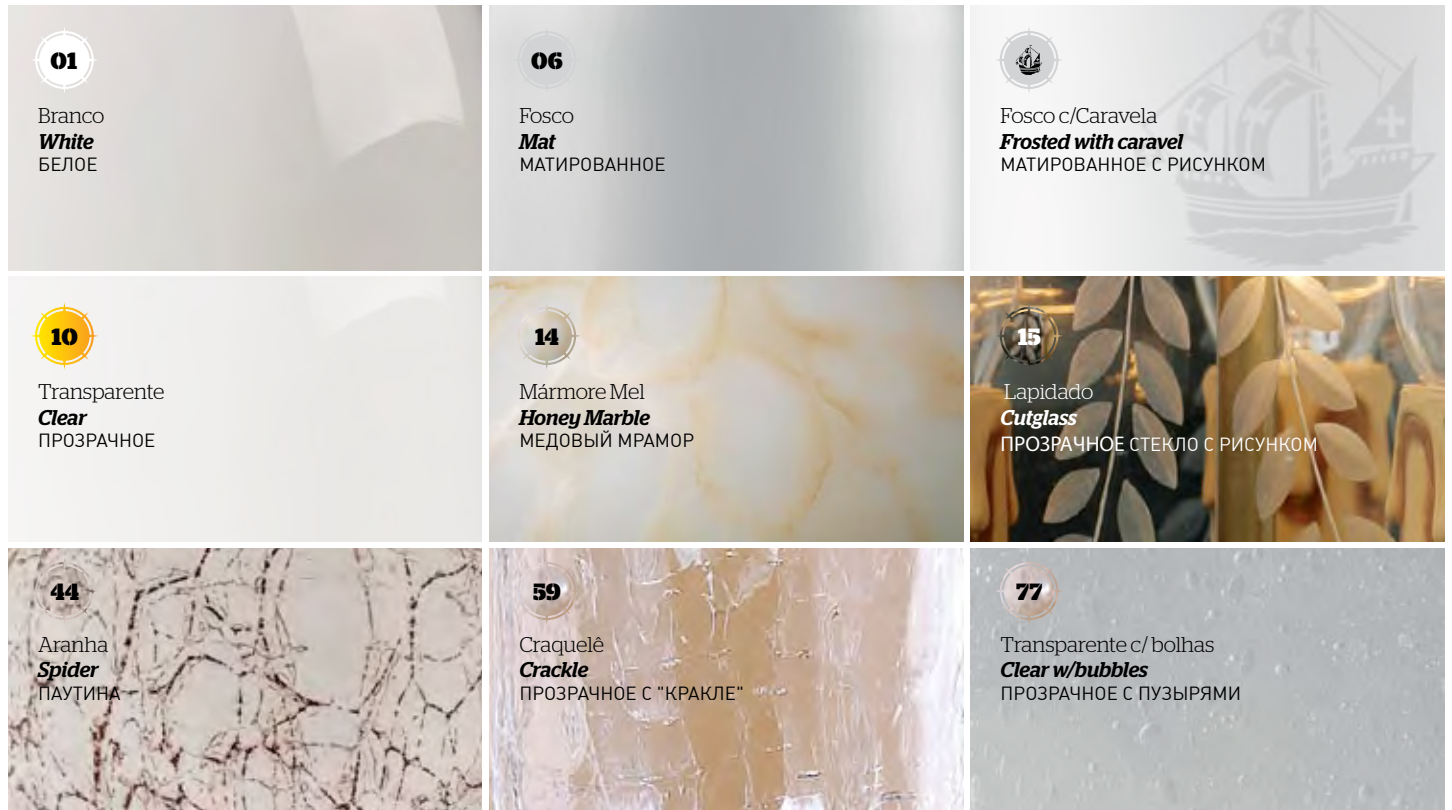 01
Branco
White
БЕЛОЕ
06
Fosco
Mat
МАТИРОВАННОЕ
Fosco c/Caravela
Frosted with caravel
МАТИРОВАННОЕ С РИСУНКОМ
10
Transparente
Clear
ПРОЗРАЧНОЕ
14
Mármore Mel
Honey Marble
МЕДОВЫЙ МРАМОР
15
Lapidado
Cutglass
ПРОЗРАЧНОЕ СТЕКЛО С РИСУНКОМ
44
Aranha
Spider
ПАУТИНА
59
Craquelê
Crackle
ПРОЗРАЧНОЕ С "КРАКЛЕ"
77
Transparente c/ bolhas
Clear w/bubbles
ПРОЗРАЧНОЕ С ПУЗЫРЯМИ